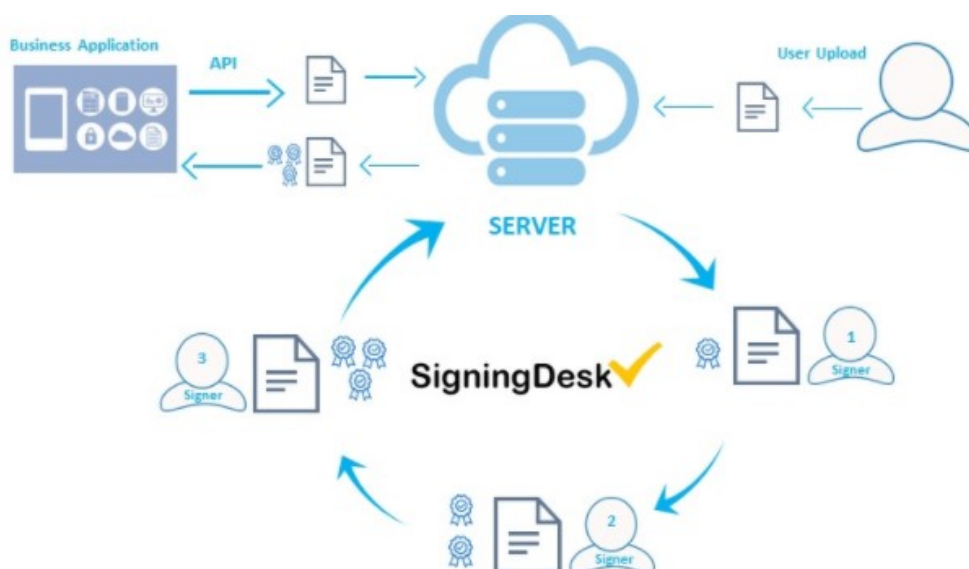 Business Application
API
User Upload
SERVER
SigningDesk
1
Signer
2
Signer
3
Signer